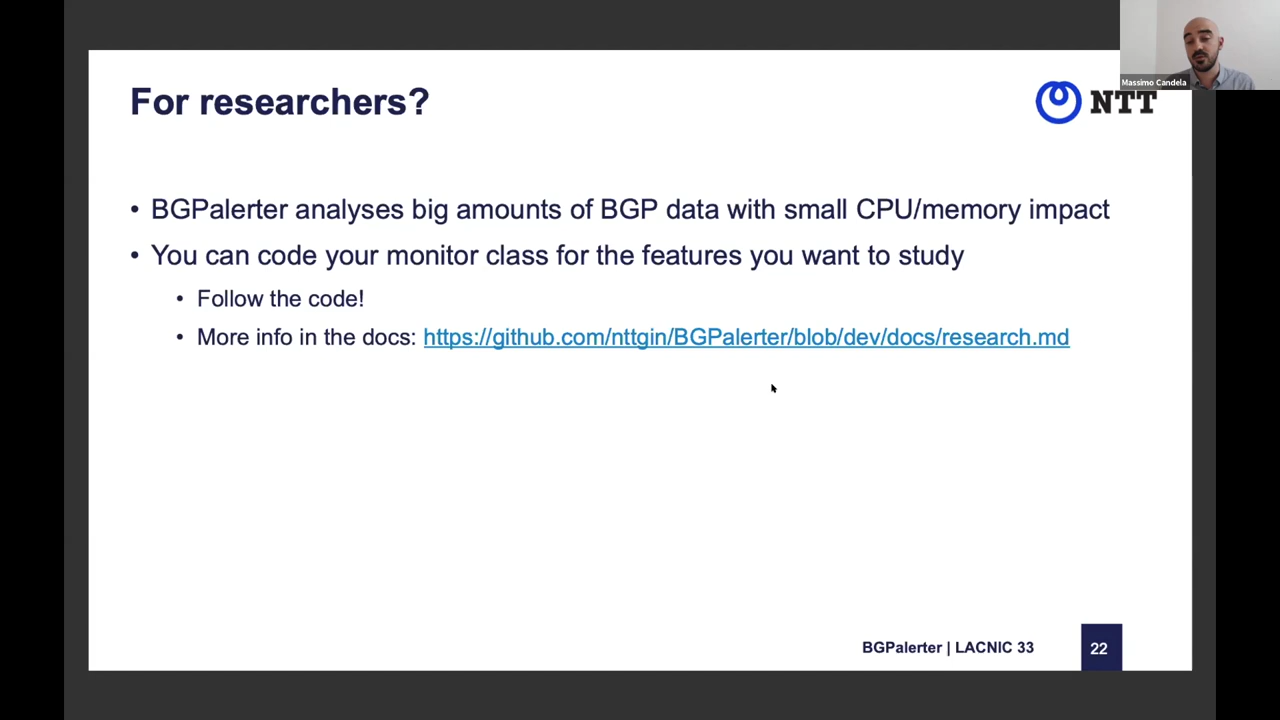 Massimo Candela
For researchers?
NTT
• BGPalerter analyses big amounts of BGP data with small CPU/memory impact
• You can code your monitor class for the features you want to study
• Follow the code!
• More info in the docs: https://github.com/nttgin/BGPalerter/blob/dev/docs/research.md
BGPalerter | LACNIC 33
22